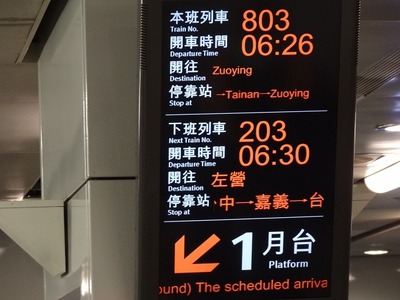 本班列車 803
Train No.
開車時間 06:26
Departure Time
開往 Zuoying
Destination
停靠站 →Tainan→Zuoying
Stop at
下班列車 203
Next Train No.
開車時間 06:30
Departure Time
開往 左營
Destination
停靠站 、中→嘉義→台
Stop at
1 月台
Platform
ound) The scheduled arriva